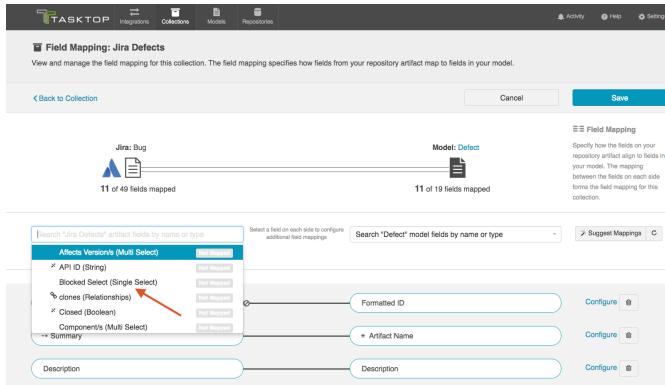 TASKTOP
Integrations
Collections
Models
Repositories
Activity
Help
Setting
Field Mapping: Jira Defects
View and manage the field mapping for this collection. The field mapping specifies how fields from your repository artifact map to fields in your model.
Back to Collection
Cancel
Save
Jira: Bug
11 of 49 fields mapped
Model: Defect
11 of 19 fields mapped
Field Mapping
Specify how the fields on your
repository artifact align to fields in
your model. The mapping
between the fields on each side
forms the field mapping for this
collection.
Search "Jira Defects" artifact fields by name or type
Select a field on each side to configure
additional field mappings
Search "Defect" model fields by name or type
Suggest Mappings
Affects Version/s (Multi Select) Not Mapped
API ID (String) Not Mapped
Blocked Select (Single Select) Not Mapped
clones (Relationships) Not Mapped
Closed (Boolean) Not Mapped
Component/s (Multi Select) Not Mapped
Formatted ID
Configure
Summary
Artifact Name
Configure
Description
Description
Configure